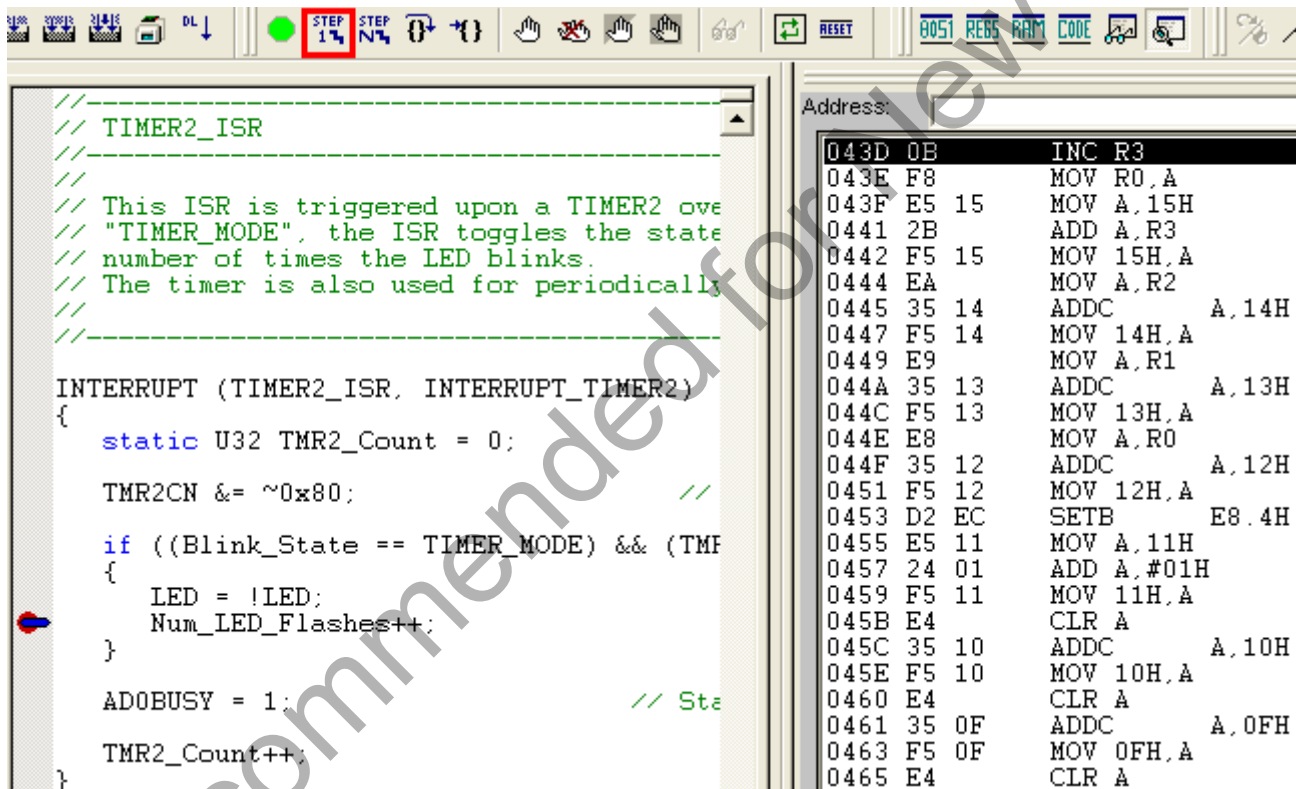 DL
STEP 1 STEP N
RESET
8051 REGS RAM CODE
//
// TIMER2_ISR
//
//
// This ISR is triggered upon a TIMER2 ove
// "TIMER_MODE", the ISR toggles the state
// number of times the LED blinks.
// The timer is also used for periodically
//
//
INTERRUPT (TIMER2_ISR, INTERRUPT_TIMER2)
{
static U32 TMR2_Count = 0;
TMR2CN &= ~0x80; //
if ((Blink_State == TIMER_MODE) && (TMR
{
LED = !LED;
Num_LED_Flashes++;
}
AD0BUSY = 1; // Sta
TMR2_Count++;
}
Address:
043D 0B INC R3
043E F8 MOV R0,A
043F E5 15 MOV A,15H
0441 2B ADD A,R3
0442 F5 15 MOV 15H,A
0444 EA MOV A,R2
0445 35 14 ADDC A,14H
0447 F5 14 MOV 14H,A
0449 E9 MOV A,R1
044A 35 13 ADDC A,13H
044C F5 13 MOV 13H,A
044E E8 MOV A,R0
044F 35 12 ADDC A,12H
0451 F5 12 MOV 12H,A
0453 D2 EC SETB E8.4H
0455 E5 11 MOV A,11H
0457 24 01 ADD A,#01H
0459 F5 11 MOV 11H,A
045B E4 CLR A
045C 35 10 ADDC A,10H
045E F5 10 MOV 10H,A
0460 E4 CLR A
0461 35 0F ADDC A,0FH
0463 F5 0F MOV 0FH,A
0465 E4 CLR A
commended for New